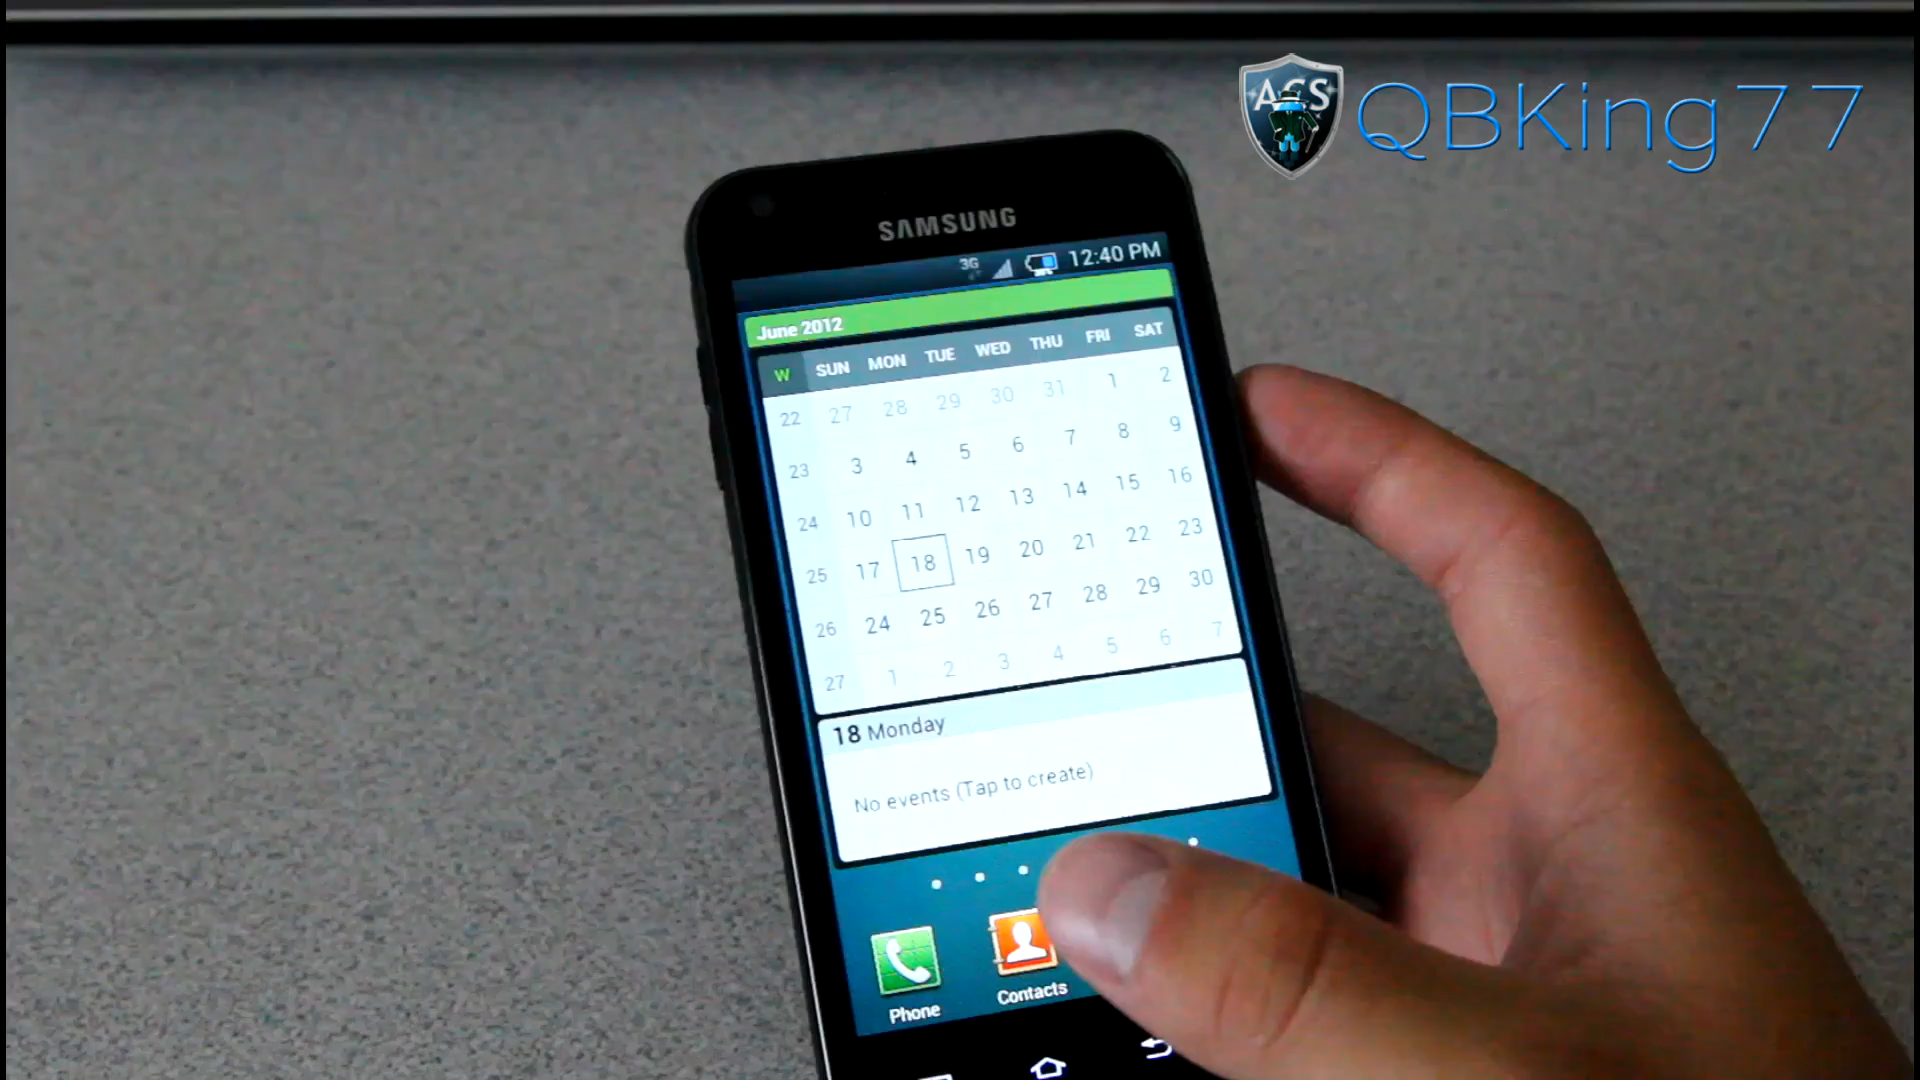 ACS QBKing77
SAMSUNG
3G 12:40 PM
June 2012
W SUN MON TUE WED THU FRI SAT
22 27 28 29 30 31 1 2
23 3 4 5 6 7 8 9
24 10 11 12 13 14 15 16
25 17 18 19 20 21 22 23
26 24 25 26 27 28 29 30
27 1 2 3 4 5 6 7
18 Monday
No events (Tap to create)
Phone
Contacts